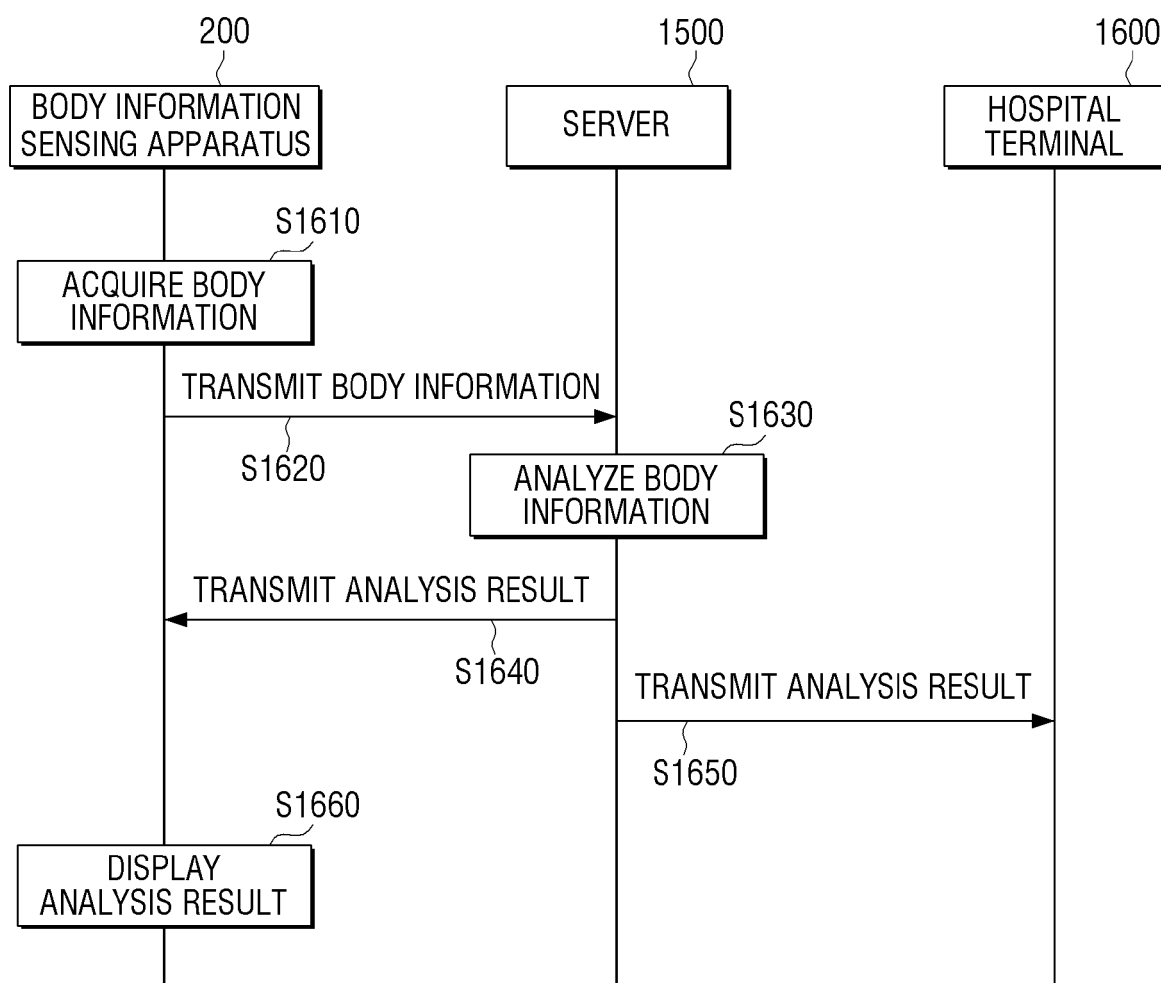 200
1500
1600
BODY INFORMATION
SENSING APPARATUS
SERVER
HOSPITAL
TERMINAL
S1610
ACQUIRE BODY
INFORMATION
TRANSMIT BODY INFORMATION
S1620
S1630
ANALYZE BODY
INFORMATION
TRANSMIT ANALYSIS RESULT
S1640
TRANSMIT ANALYSIS RESULT
S1650
S1660
DISPLAY
ANALYSIS RESULT